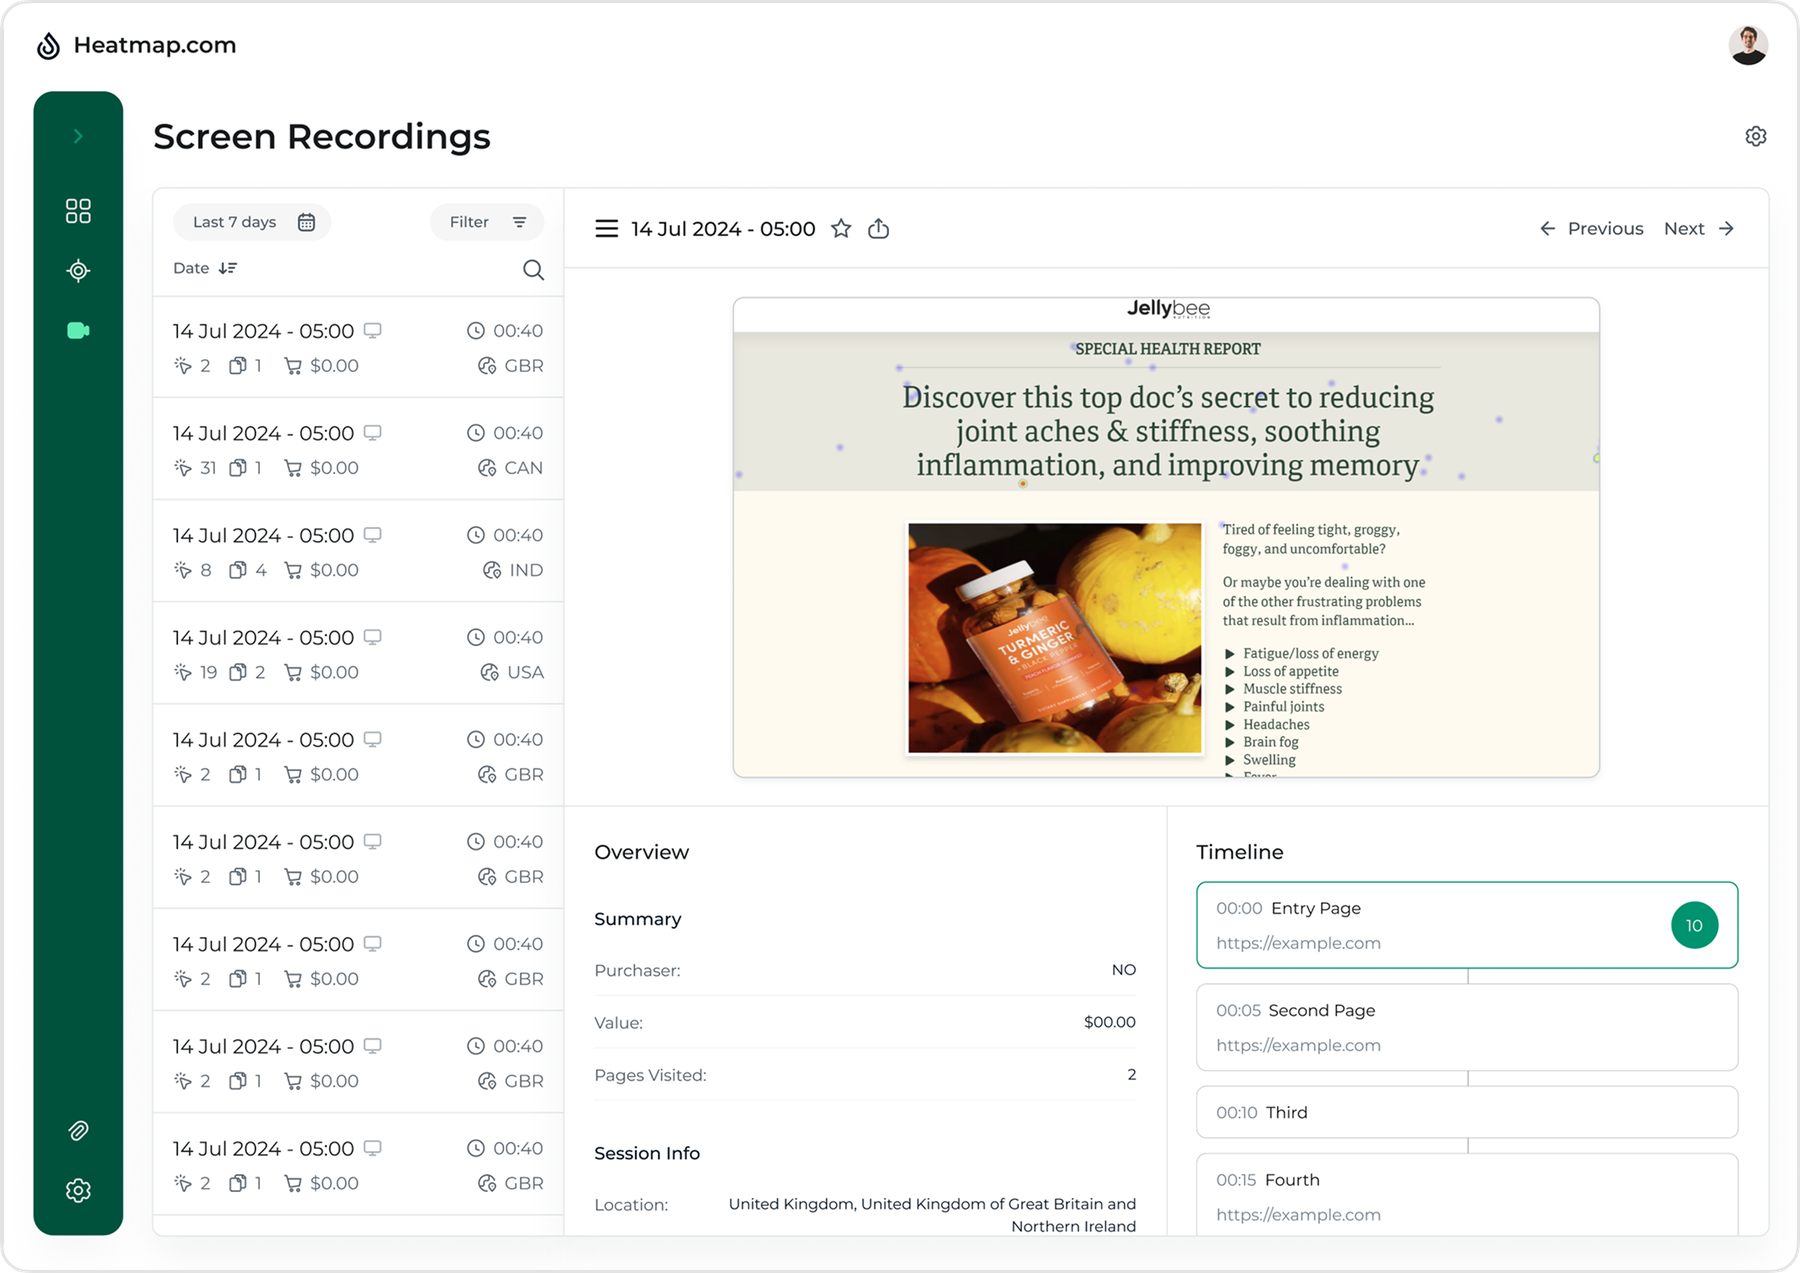 Heatmap.com
Screen Recordings
Last 7 days
Filter
Date
14 Jul 2024 - 05:00
00:40
2
1
$0.00
GBR
14 Jul 2024 - 05:00
00:40
31
1
$0.00
CAN
14 Jul 2024 - 05:00
00:40
8
4
$0.00
IND
14 Jul 2024 - 05:00
00:40
19
2
$0.00
USA
14 Jul 2024 - 05:00
00:40
2
1
$0.00
GBR
14 Jul 2024 - 05:00
00:40
2
1
$0.00
GBR
14 Jul 2024 - 05:00
00:40
2
1
$0.00
GBR
14 Jul 2024 - 05:00
00:40
2
1
$0.00
GBR
14 Jul 2024 - 05:00
00:40
2
1
$0.00
GBR
14 Jul 2024 - 05:00
Previous
Next
Jellybee
NUTRITION
SPECIAL HEALTH REPORT
Discover this top doc’s secret to reducing
joint aches & stiffness, soothing
inflammation, and improving memory
Jellybee
TURMERIC
& GINGER
+ BLACK PEPPER
Tired of feeling tight, groggy,
foggy, and uncomfortable?
Or maybe you’re dealing with one
of the other frustrating problems
that result from inflammation...
Fatigue/loss of energy
Loss of appetite
Muscle stiffness
Painful joints
Headaches
Brain fog
Swelling
Fever
Overview
Summary
Purchaser:
NO
Value:
$00.00
Pages Visited:
2
Session Info
Location:
United Kingdom, United Kingdom of Great Britain and
Northern Ireland
Timeline
00:00 Entry Page
https://example.com
10
00:05 Second Page
https://example.com
00:10 Third
00:15 Fourth
https://example.com